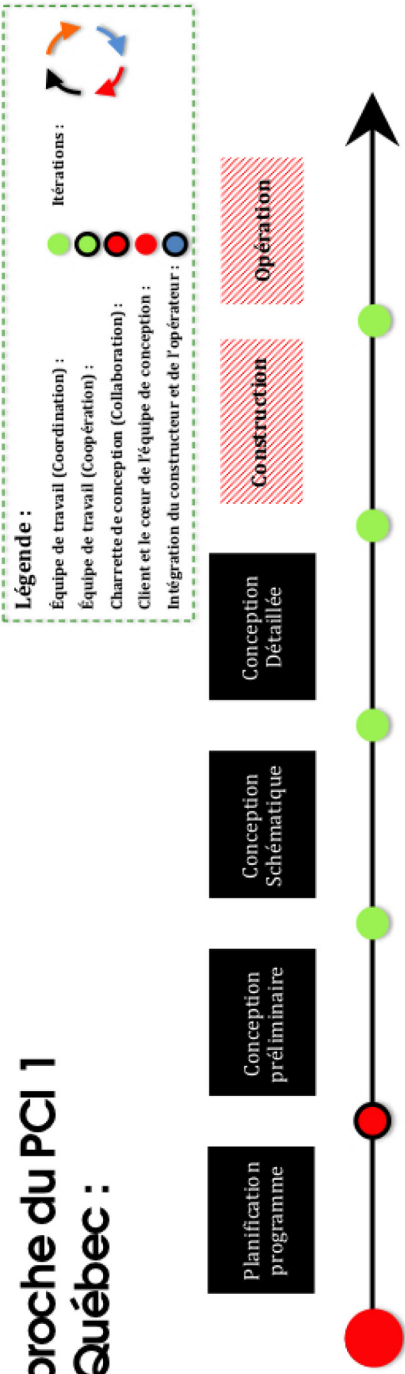 proche du PCI 1
Québec :
Légende :
Équipe de travail (Coordination) :
Équipe de travail (Coopération) :
Charrette de conception (Collaboration) :
Client et le cœur de l'équipe de conception :
Intégration du constructeur et de l'opérateur :
Itérations :
Planification
programme
Conception
préliminaire
Conception
Schématique
Conception
Détaillée
Construction
Opération